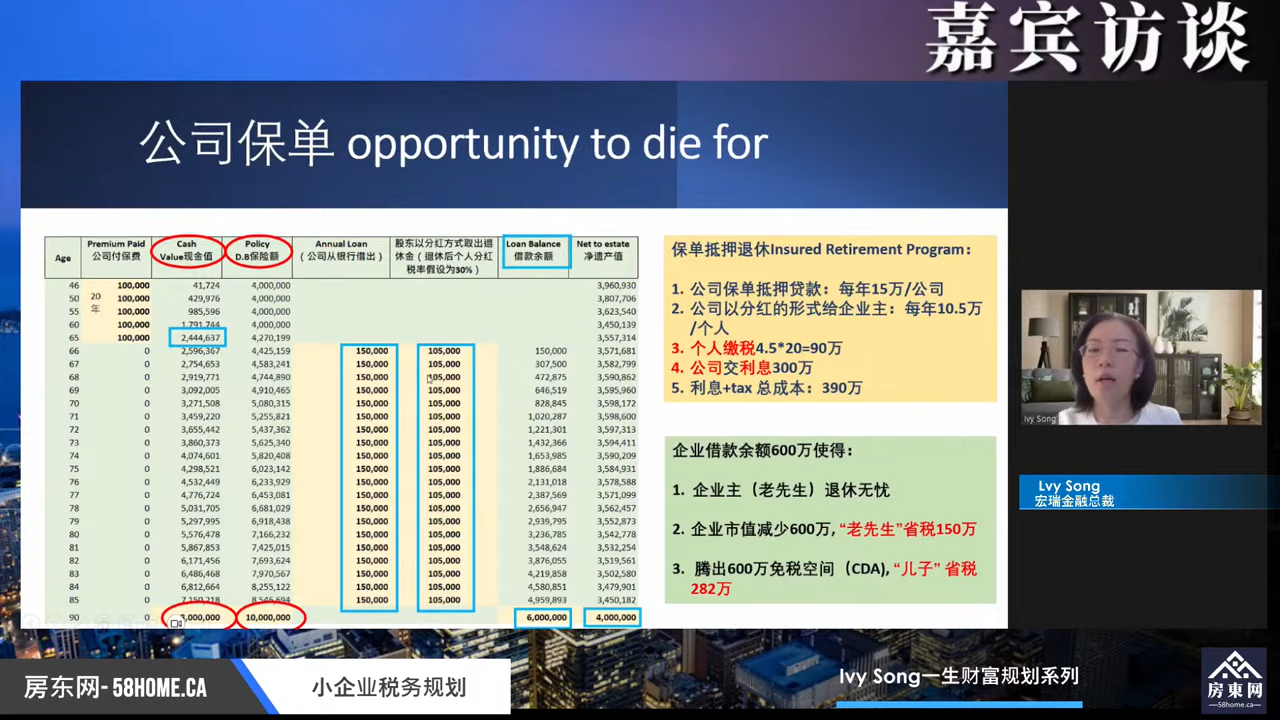 嘉宾访谈
公司保单 opportunity to die for
Age
Premium Paid
公司付保费
Cash
Value现金值
Policy
D.B保险额
Annual Loan
（公司从银行借出）
股东以分红方式取出退
休金（退休后个人分红
税率假设为30%）
Loan Balance
借款余额
Net to estate
净遗产值
20
年
46 100,000 41,724 4,000,000 3,960,930
50 100,000 429,976 4,000,000 3,807,706
55 100,000 985,596 4,000,000 3,623,540
60 100,000 1,791,744 4,000,000 3,450,139
65 100,000 2,444,637 4,270,199 3,557,314
66 0 2,596,367 4,425,159 150,000 105,000 150,000 3,571,681
67 0 2,754,653 4,583,241 150,000 105,000 307,500 3,582,799
68 0 2,919,771 4,744,890 150,000 105,000 472,875 3,590,862
69 0 3,092,005 4,910,465 150,000 105,000 646,519 3,595,960
70 0 3,271,508 5,080,315 150,000 105,000 828,845 3,598,172
71 0 3,459,220 5,255,821 150,000 105,000 1,020,287 3,598,600
72 0 3,655,442 5,437,362 150,000 105,000 1,221,301 3,597,313
73 0 3,860,373 5,625,340 150,000 105,000 1,432,366 3,594,411
74 0 4,074,601 5,820,408 150,000 105,000 1,653,985 3,590,209
75 0 4,298,521 6,023,142 150,000 105,000 1,886,684 3,584,931
76 0 4,532,449 6,233,929 150,000 105,000 2,131,018 3,578,588
77 0 4,776,724 6,453,081 150,000 105,000 2,387,569 3,571,099
78 0 5,031,705 6,681,029 150,000 105,000 2,656,947 3,562,457
79 0 5,297,995 6,918,438 150,000 105,000 2,939,795 3,552,873
80 0 5,576,478 7,166,232 150,000 105,000 3,236,785 3,542,778
81 0 5,867,853 7,425,015 150,000 105,000 3,548,624 3,532,254
82 0 6,171,456 7,693,624 150,000 105,000 3,876,055 3,519,561
83 0 6,486,468 7,970,567 150,000 105,000 4,219,858 3,502,580
84 0 6,812,664 8,255,122 150,000 105,000 4,580,851 3,479,901
85 0 7,150,218 8,546,694 150,000 105,000 4,959,893 3,450,182
90 0 10,000,000 6,000,000 4,000,000
保单抵押退休Insured Retirement Program：
1. 公司保单抵押贷款：每年15万/公司
2. 公司以分红的形式给企业主：每年10.5万
/个人
3. 个人缴税4.5*20=90万
4. 公司交利息300万
5. 利息+tax 总成本：390万
企业借款余额600万使得：
1. 企业主（老先生）退休无忧
2. 企业市值减少600万, “老先生”省税150万
3. 腾出600万免税空间（CDA), “儿子” 省税
282万
Ivy Song
Lvy Song
宏瑞金融总裁
房东网- 58HOME.CA
小企业税务规划
Ivy Song一生财富规划系列
房東网
58home.ca